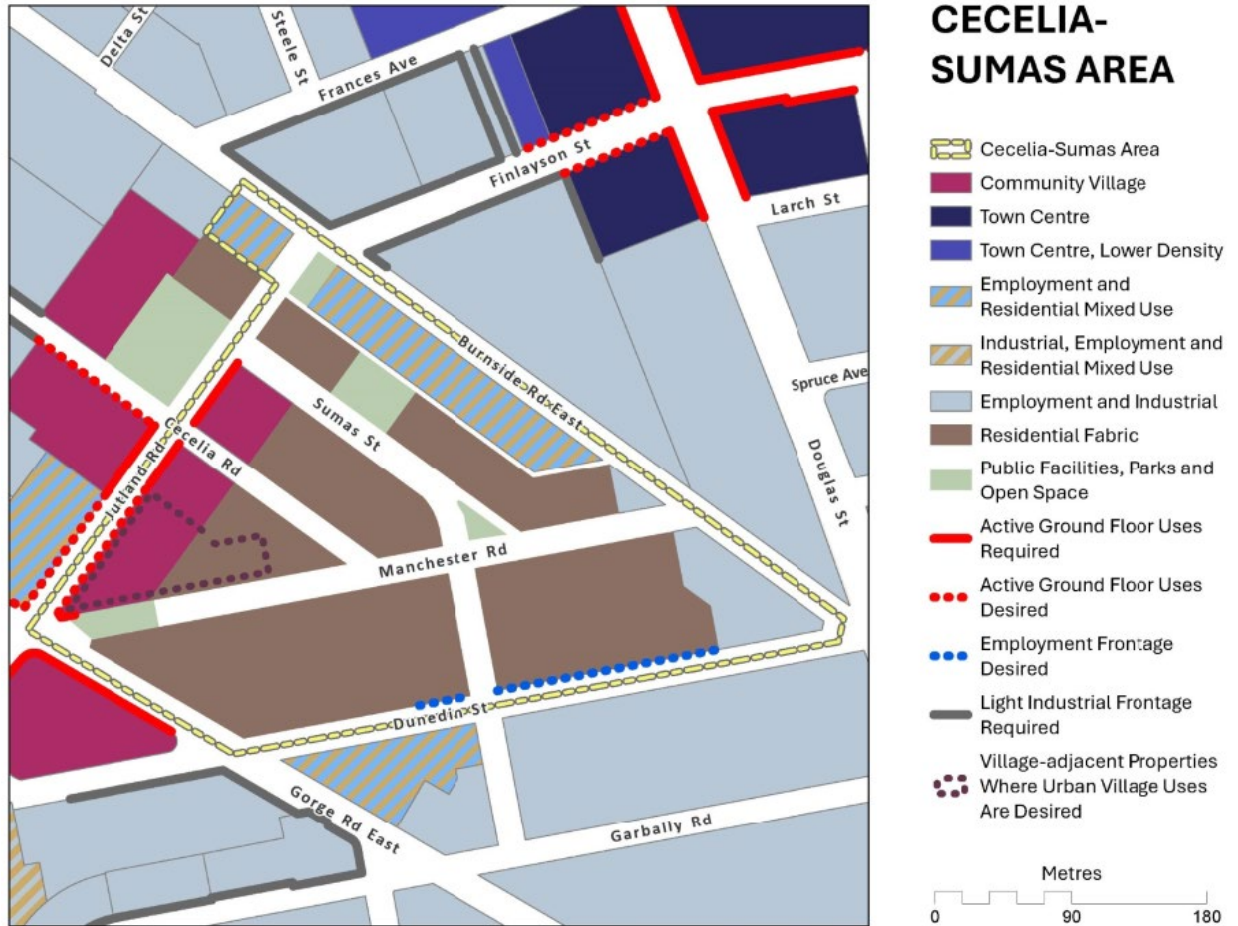 CECELIA-
SUMAS AREA
Cecelia-Sumas Area
Community Village
Town Centre
Town Centre, Lower Density
Employment and
Residential Mixed Use
Industrial, Employment and
Residential Mixed Use
Employment and Industrial
Residential Fabric
Public Facilities, Parks and
Open Space
Active Ground Floor Uses
Required
Active Ground Floor Uses
Desired
Employment Frontage
Desired
Light Industrial Frontage
Required
Village-adjacent Properties
Where Urban Village Uses
Are Desired
Metres
0 90 180
Delta St
Steele St
Frances Ave
Finlayson St
Larch St
Burnside Rd East
Spruce Ave
Sumas St
Cecelia Rd
Jutland Rd
Douglas St
Manchester Rd
Dunedin St
Gorge Rd East
Garbally Rd